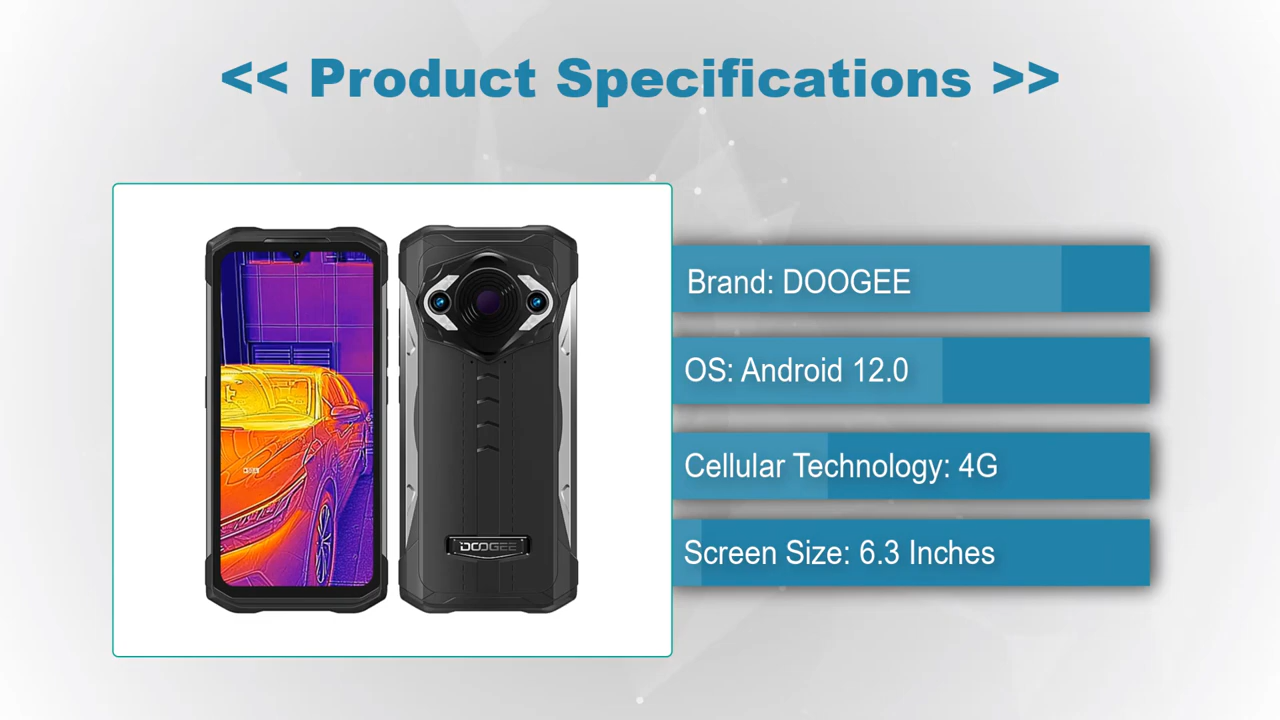 << Product Specifications >>
Brand: DOOGEE
OS: Android 12.0
Cellular Technology: 4G
Screen Size: 6.3 Inches
DOOGEE